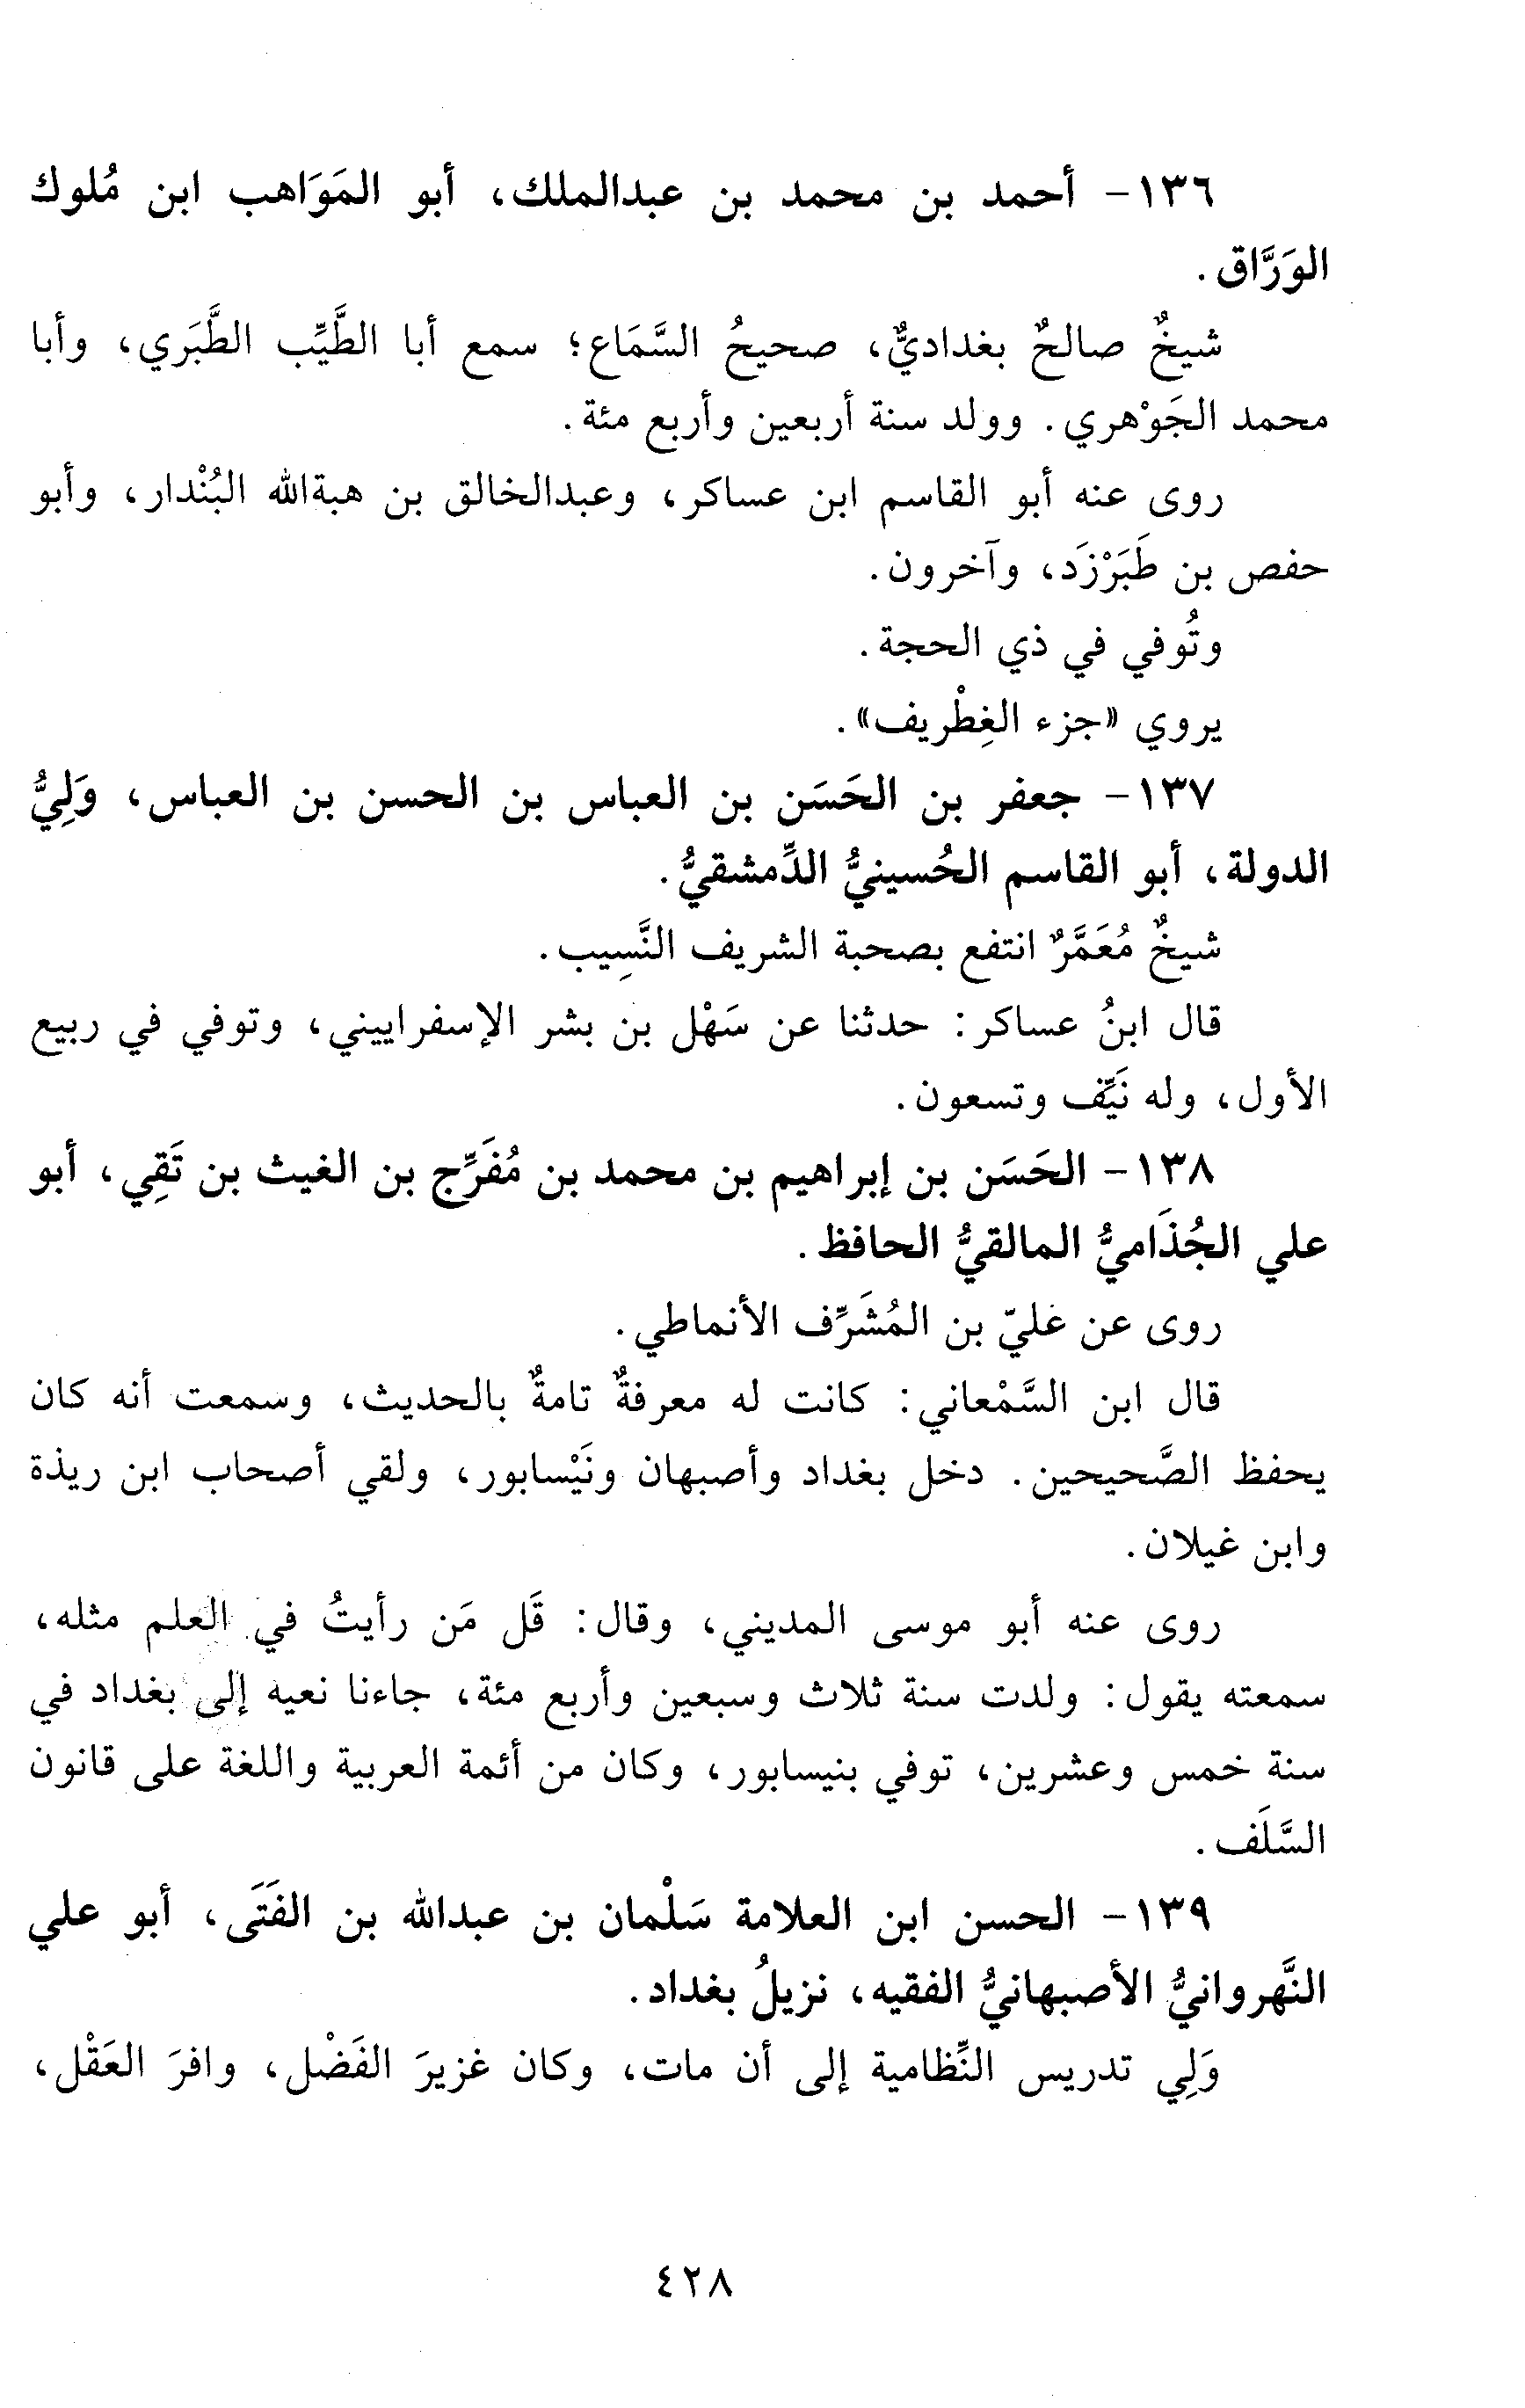 ١٣٦- أحمد بن محمد بن عبدالملك، أبو المَوَاهب ابن مُلوك
الوَرَّاق.
شيخٌ صالحٌ بغداديٌّ، صحيحُ السَّمَاع؛ سمع أبا الطَّيِّب الطَّبَري، وأبا
محمد الجَوْهري. وولد سنة أربعين وأربع مئة.
روى عنه أبو القاسم ابن عساكر، وعبدالخالق بن هبةالله البُنْدار، وأبو
حفص بن طَبَرْزَد، وآخرون.
وتُوفي في ذي الحجة.
يروي «جزء الغِطْريف».
١٣٧- جعفر بن الحَسَن بن العباس بن الحسن بن العباس، وَلِيُّ
الدولة، أبو القاسم الحُسينيُّ الدِّمشقيُّ.
شيخٌ مُعَمَّرٌ انتفع بصحبة الشريف النَّسِيب.
قال ابنُ عساكر: حدثنا عن سَهْل بن بشر الإسفراييني، وتوفي في ربيع
الأول، وله نَيِّف وتسعون.
١٣٨- الحَسَن بن إبراهيم بن محمد بن مُفَرِّج بن الغيث بن تَقِي، أبو
علي الجُذَاميُّ المالقيُّ الحافظ.
روى عن عليّ بن المُشَرِّف الأنماطي.
قال ابن السَّمْعاني: كانت له معرفةٌ تامةٌ بالحديث، وسمعت أنه كان
يحفظ الصَّحيحين. دخل بغداد وأصبهان ونَيْسابور، ولقي أصحاب ابن ريذة
وابن غيلان.
روى عنه أبو موسى المديني، وقال: قَل مَن رأيتُ في العلم مثله،
سمعته يقول: ولدت سنة ثلاث وسبعين وأربع مئة، جاءنا نعيه إلى بغداد في
سنة خمس وعشرين، توفي بنيسابور، وكان من أئمة العربية واللغة على قانون
السَّلَف.
١٣٩- الحسن ابن العلامة سَلْمان بن عبدالله بن الفَتَى، أبو علي
النَّهروانيُّ الأصبهانيُّ الفقيه، نزيلُ بغداد.
وَلِي تدريس النِّظامية إلى أن مات، وكان غزيرَ الفَضْل، وافرَ العَقْل،
٤٢٨